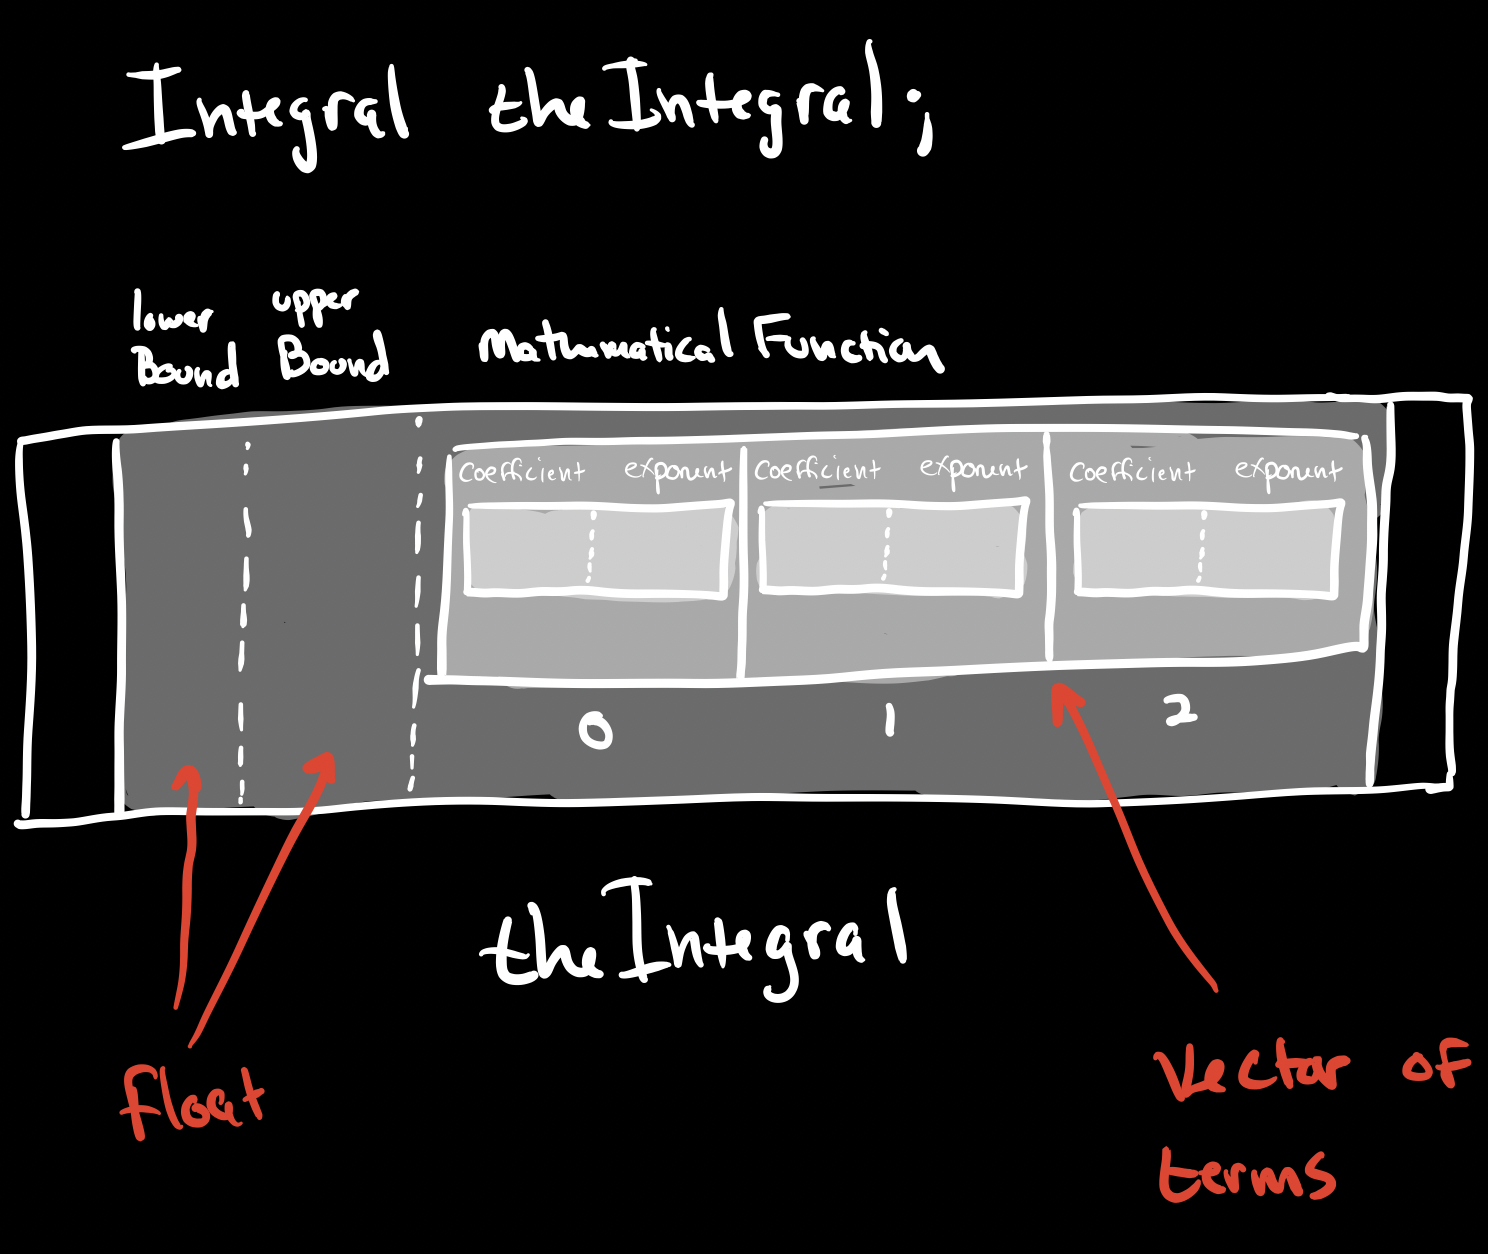 Integral theIntegral;
lower
Bound
upper
Bound
Mathematical Function
coefficient exponent coefficient exponent coefficient exponent
0 1 2
theIntegral
float
Vector of
terms